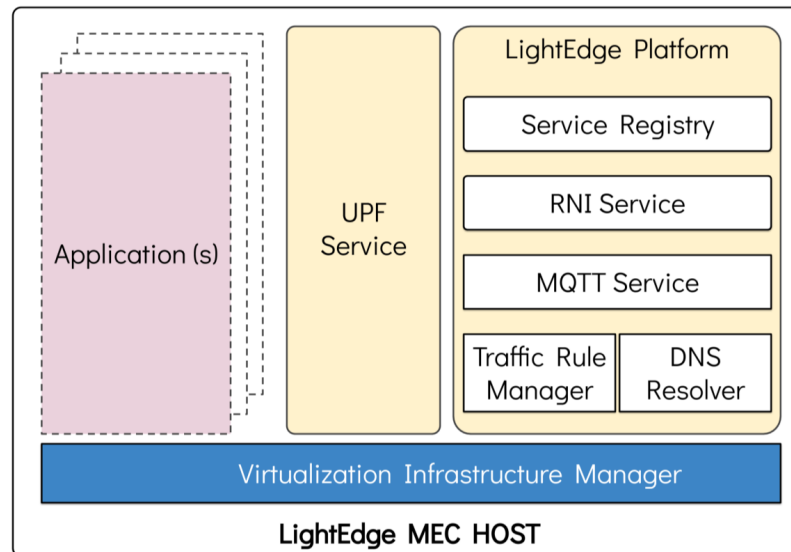 Application (s)
UPF
Service
LightEdge Platform
Service Registry
RNI Service
MQTT Service
Traffic Rule
Manager
DNS
Resolver
Virtualization Infrastructure Manager
LightEdge MEC HOST